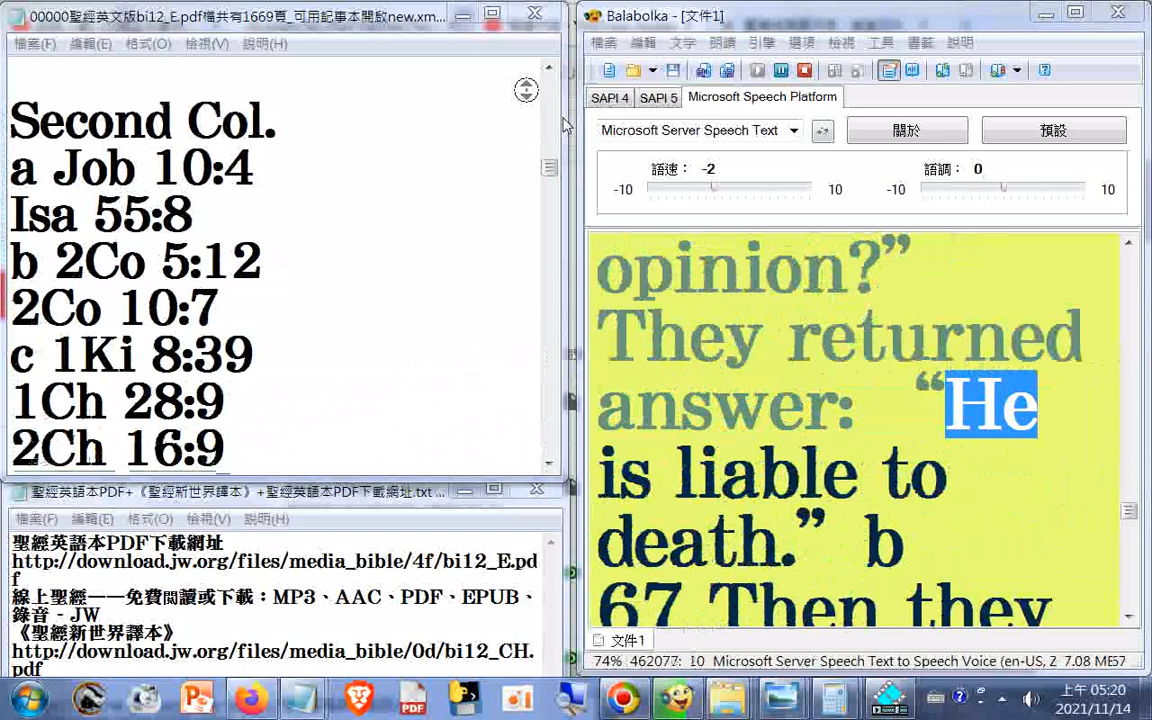 00000聖經英文版bi12_E.pdf檔共有1669頁_可用記事本開啟new.xm...
檔案(F) 編輯(E) 格式(O) 檢視(V) 說明(H)
Second Col.
a Job 10:4
Isa 55:8
b 2Co 5:12
2Co 10:7
c 1Ki 8:39
1Ch 28:9
2Ch 16:9
聖經英語本PDF+《聖經新世界譯本》+聖經英語本PDF下載網址.txt ...
檔案(F) 編輯(E) 格式(O) 檢視(V) 說明(H)
聖經英語本PDF下載網址
http://download.jw.org/files/media_bible/4f/bi12_E.pd
f
線上聖經——免費閱讀或下載：MP3、AAC、PDF、EPUB、
錄音 - JW
《聖經新世界譯本》
http://download.jw.org/files/media_bible/0d/bi12_CH.
pdf
Balabolka - [文件1]
檔案 編輯 文字 朗讀 引擎 選項 檢視 工具 書籤 說明
SAPI 4 SAPI 5 Microsoft Speech Platform
Microsoft Server Speech Text 關於 預設
語速： -2 語調： 0
-10 10 -10 10
opinion?”
They returned
answer: “He
is liable to
death.” b
67 Then they
文件1
74% 462077: 10 Microsoft Server Speech Text to Speech Voice (en-US, Z 7.08 ME57
PDF
上午 05:20
2021/11/14